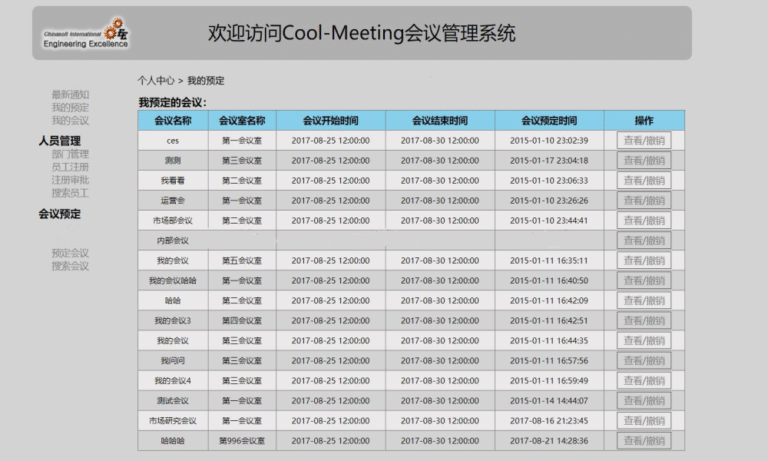 Chinasoft International
Engineering Excellence
欢迎访问Cool-Meeting会议管理系统
个人中心 > 我的预定
最新通知
我的预定
我的会议
人员管理
部门管理
员工注册
注册审批
搜索员工
会议预定
预定会议
搜索会议
我预定的会议：
会议名称 会议室名称 会议开始时间 会议结束时间 会议预定时间 操作
ces 第一会议室 2017-08-25 12:00:00 2017-08-30 12:00:00 2015-01-10 23:02:39 查看/撤销
测测 第三会议室 2017-08-25 12:00:00 2017-08-30 12:00:00 2015-01-17 23:04:18 查看/撤销
我看看 第二会议室 2017-08-25 12:00:00 2017-08-30 12:00:00 2015-01-10 23:06:33 查看/撤销
运营会 第一会议室 2017-08-25 12:00:00 2017-08-30 12:00:00 2015-01-10 23:26:26 查看/撤销
市场部会议 第二会议室 2017-08-25 12:00:00 2017-08-30 12:00:00 2015-01-10 23:44:41 查看/撤销
内部会议 查看/撤销
我的会议 第五会议室 2017-08-25 12:00:00 2017-08-30 12:00:00 2015-01-11 16:35:11 查看/撤销
我的会议哈哈 第一会议室 2017-08-25 12:00:00 2017-08-30 12:00:00 2015-01-11 16:40:50 查看/撤销
哈哈 第二会议室 2017-08-25 12:00:00 2017-08-30 12:00:00 2015-01-11 16:42:09 查看/撤销
我的会议3 第四会议室 2017-08-25 12:00:00 2017-08-30 12:00:00 2015-01-11 16:42:51 查看/撤销
我的会议 第三会议室 2017-08-25 12:00:00 2017-08-30 12:00:00 2015-01-11 16:44:35 查看/撤销
我问问 第三会议室 2017-08-25 12:00:00 2017-08-30 12:00:00 2015-01-11 16:57:56 查看/撤销
我的会议4 第三会议室 2017-08-25 12:00:00 2017-08-30 12:00:00 2015-01-11 16:59:49 查看/撤销
测试会议 第一会议室 2017-08-25 12:00:00 2017-08-30 12:00:00 2015-01-14 14:44:07 查看/撤销
市场研究会议 第一会议室 2017-08-25 12:00:00 2017-08-30 12:00:00 2017-08-16 21:23:45 查看/撤销
哈哈哈 第996会议室 2017-08-25 12:00:00 2017-08-30 12:00:00 2017-08-21 14:28:36 查看/撤销